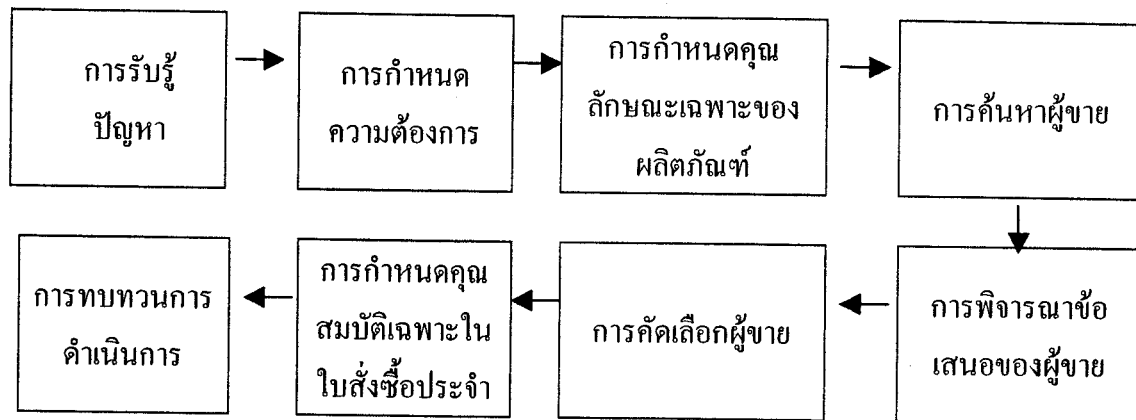 การรับรู้
ปัญหา
การกำหนด
ความต้องการ
การกำหนดคุณ
ลักษณะเฉพาะของ
ผลิตภัณฑ์
การค้นหาผู้ขาย
การพิจารณาข้อ
เสนอของผู้ขาย
การคัดเลือกผู้ขาย
การกำหนดคุณ
สมบัติเฉพาะใน
ใบสั่งซื้อประจำ
การทบทวนการ
ดำเนินการ